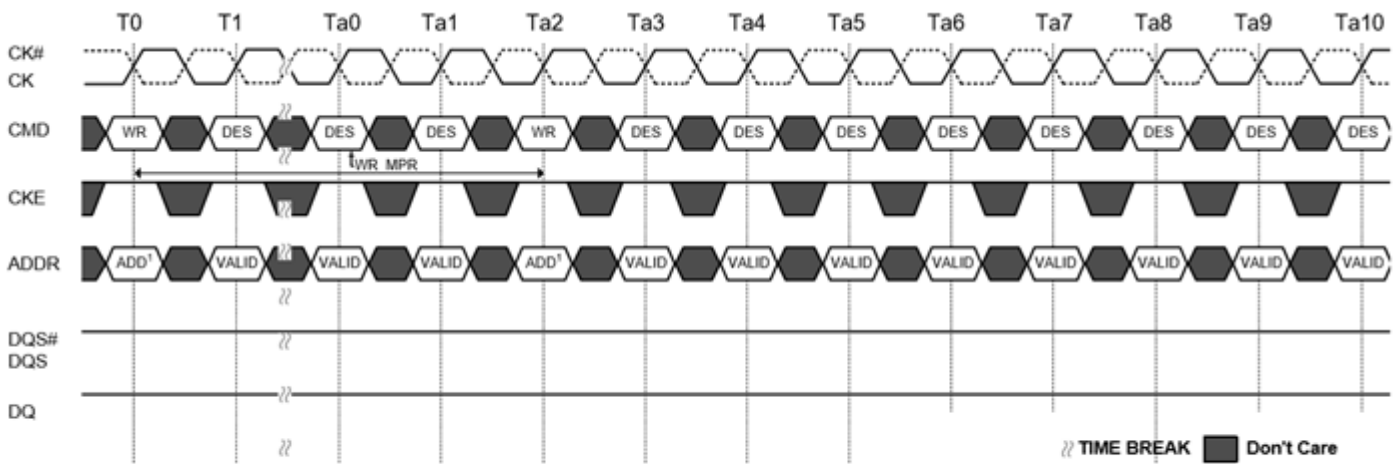 T0 T1 Ta0 Ta1 Ta2 Ta3 Ta4 Ta5 Ta6 Ta7 Ta8 Ta9 Ta10
CK#
CK
CMD WR DES DES DES WR DES DES DES DES DES DES DES DES
tWR_MPR
CKE
ADDR ADD¹ VALID VALID VALID ADD¹ VALID VALID VALID VALID VALID VALID VALID VALID
DQS#
DQS
DQ
TIME BREAK Don't Care